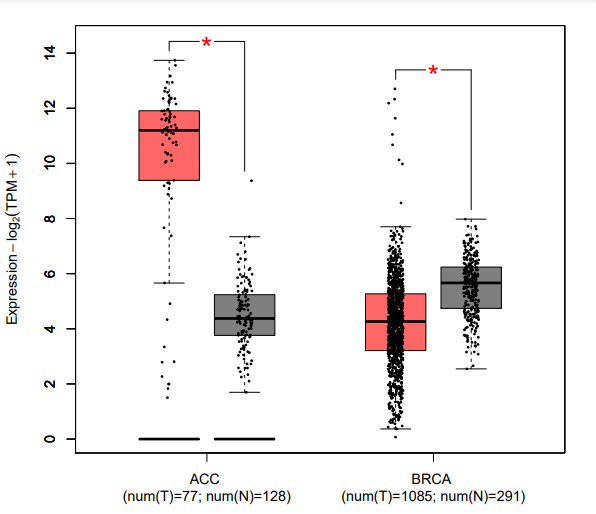 *
*
14
12
10
8
6
4
2
0
Expression – log₂(TPM + 1)
ACC
BRCA
(num(T)=77; num(N)=128)
(num(T)=1085; num(N)=291)